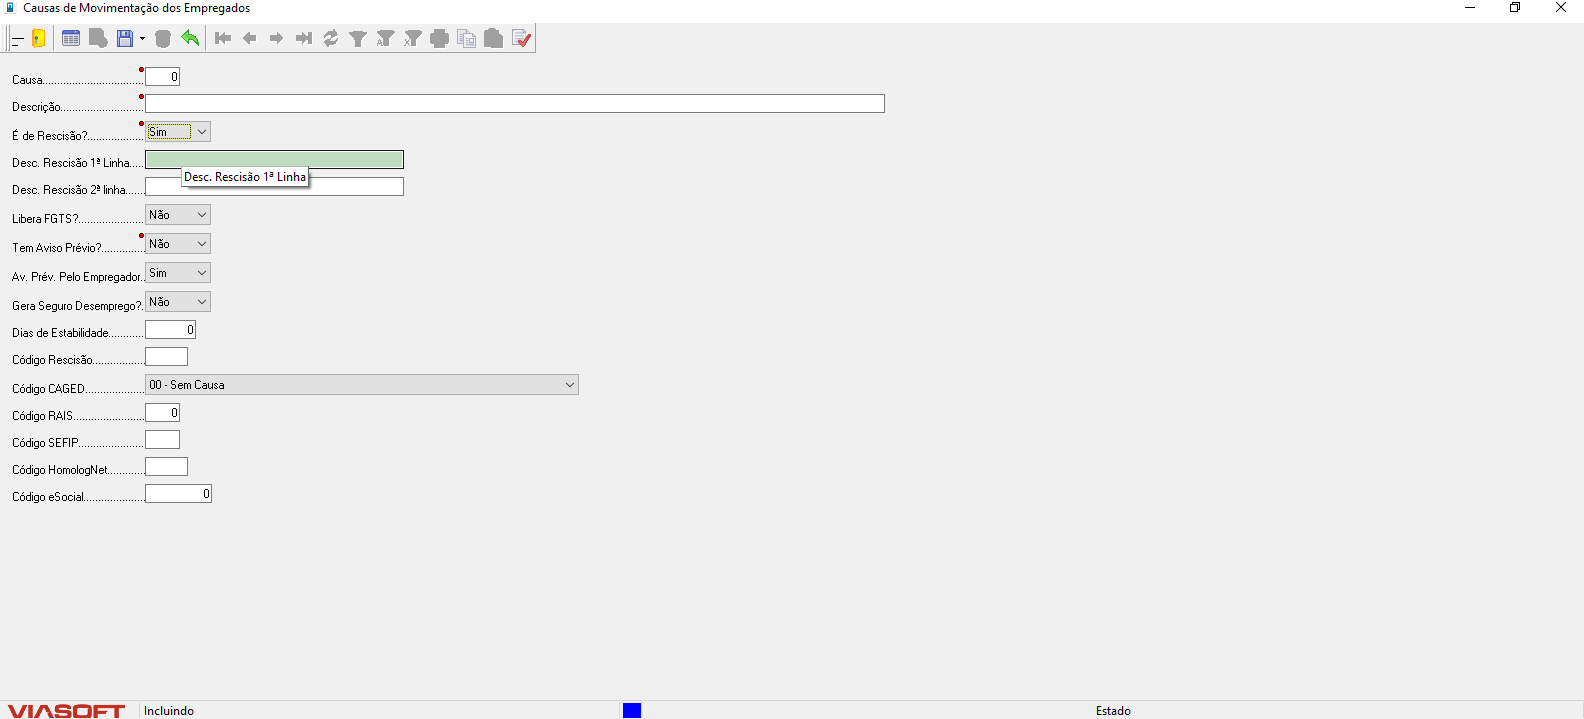 Causas de Movimentação dos Empregados
Causa.................................. 0
Descrição............................
É de Rescisão?................... Sim
Desc. Rescisão 1ª Linha.....
Desc. Rescisão 1ª Linha
Desc. Rescisão 2ª linha.......
Libera FGTS?...................... Não
Tem Aviso Prévio?............... Não
Av. Prév. Pelo Empregador.. Sim
Gera Seguro Desemprego?. Não
Dias de Estabilidade............ 0
Código Rescisão.................
Código CAGED.................... 00 - Sem Causa
Código RAIS........................ 0
Código SEFIP......................
Código HomologNet.............
Código eSocial..................... 0
VIASOFT Incluindo Estado